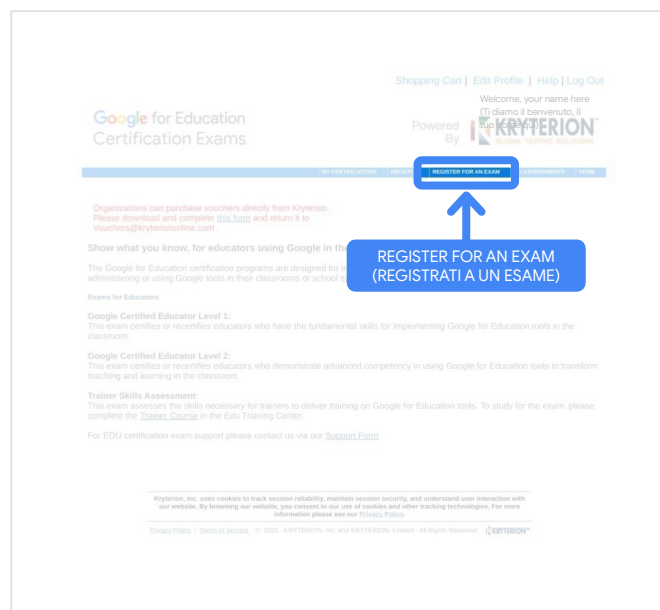 Shopping Cart | Edit Profile | Help | Log Out
Welcome, your name here
(Ti diamo il benvenuto, il
tuo nome qui)
Google for Education
Certification Exams
Powered
By
KRYTERION
GLOBAL TESTING SOLUTIONS
MY CERTIFICATIONS | RECEIPTS | REGISTER FOR AN EXAM | ASSESSMENTS | HOME
Organizations can purchase vouchers directly from Kryterion.
Please download and complete this form and return it to
Vouchers@kryteriononline.com .
REGISTER FOR AN EXAM
(REGISTRATI A UN ESAME)
Show what you know, for educators using Google in the
The Google for Education certification programs are designed for
administering or using Google tools in their classrooms or school
Exams for Educators
Google Certified Educator Level 1:
This exam certifies or recertifies educators who have the fundamental skills for implementing Google for Education tools in the
classroom.
Google Certified Educator Level 2:
This exam certifies or recertifies educators who demonstrate advanced competency in using Google for Education tools to transform
teaching and learning in the classroom.
Trainer Skills Assessment:
This exam assesses the skills necessary for trainers to deliver training on Google for Education tools. To study for the exam, please
complete the Trainer Course in the Edu Training Center.
For EDU certification exam support please contact us via our Support Form
Kryterion, Inc. uses cookies to track session reliability, maintain session security, and understand user interaction with
our website. By browsing our website, you consent to our use of cookies and other tracking technologies. For more
information please see our Privacy Policy.
Privacy Policy | Terms of Service © 2021 KRYTERION, Inc. and KRYTERION, Limited - All Rights Reserved KRYTERION